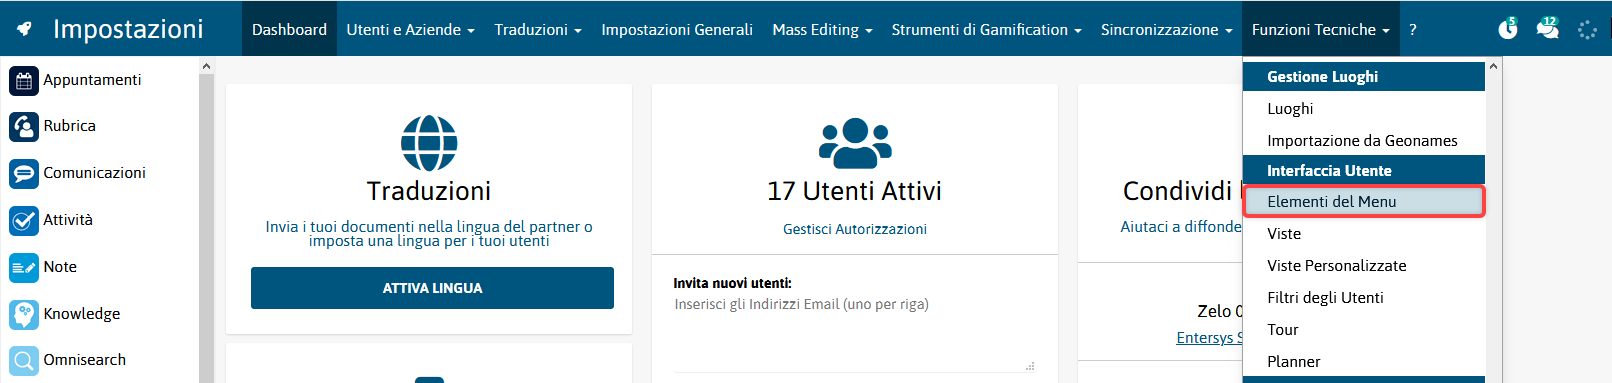 Impostazioni Dashboard Utenti e Aziende Traduzioni Impostazioni Generali Mass Editing Strumenti di Gamification Sincronizzazione Funzioni Tecniche ? 5 12
Appuntamenti
Rubrica
Comunicazioni
Attività
Note
Knowledge
Omnisearch
Traduzioni
Invia i tuoi documenti nella lingua del partner o
imposta una lingua per i tuoi utenti
ATTIVA LINGUA
17 Utenti Attivi
Gestisci Autorizzazioni
Invita nuovi utenti:
Inserisci gli Indirizzi Email (uno per riga)
Condividi
Aiutaci a diffonde
Zelo
Entersys
Gestione Luoghi
Luoghi
Importazione da Geonames
Interfaccia Utente
Elementi del Menu
Viste
Viste Personalizzate
Filtri degli Utenti
Tour
Planner